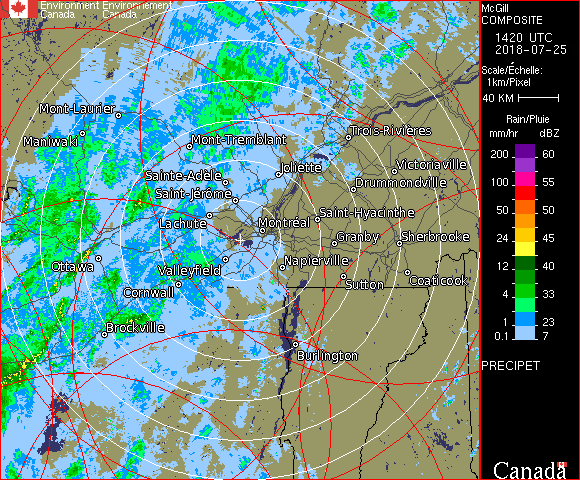 Environment Environnement
Canada Canada
McGill
COMPOSITE
1420 UTC
2018-07-25
Scale/Échelle:
1km/Pixel
40 KM
Rain/Pluie
mm/hr dBZ
200 60
100 55
50 50
24 45
12 40
4 33
1 23
0.1 7
PRECIPET
Canada
Mont-Laurier
Maniwaki
Mont-Tremblant
Trois-Rivières
Sainte-Adèle
Joliette
Victoriaville
Saint-Jérôme
Drummondville
Lachute
Montréal
Saint-Hyacinthe
Granby
Sherbrooke
Ottawa
Valleyfield
Napierville
Cornwall
Sutton
Coaticook
Brockville
Burlington